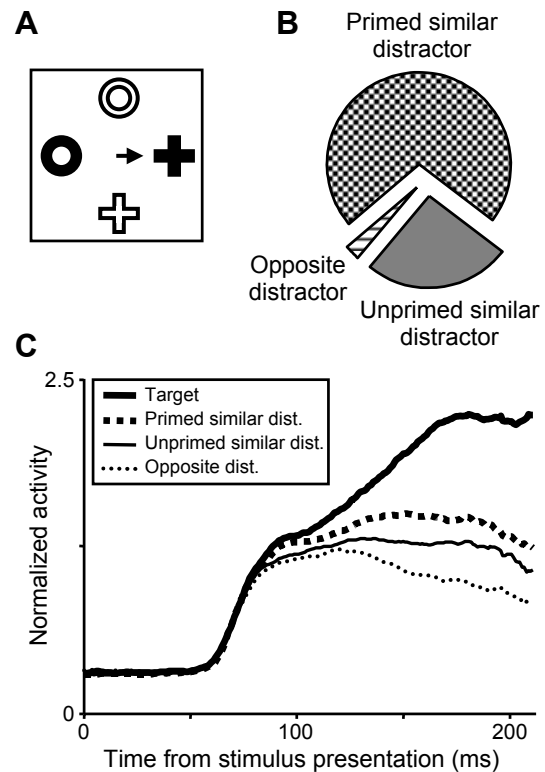 A
B
Primed similar
distractor
Opposite
distractor
Unprimed similar
distractor
C
2.5
Target
Primed similar dist.
Unprimed similar dist.
Opposite dist.
Normalized activity
0
0
100
200
Time from stimulus presentation (ms)